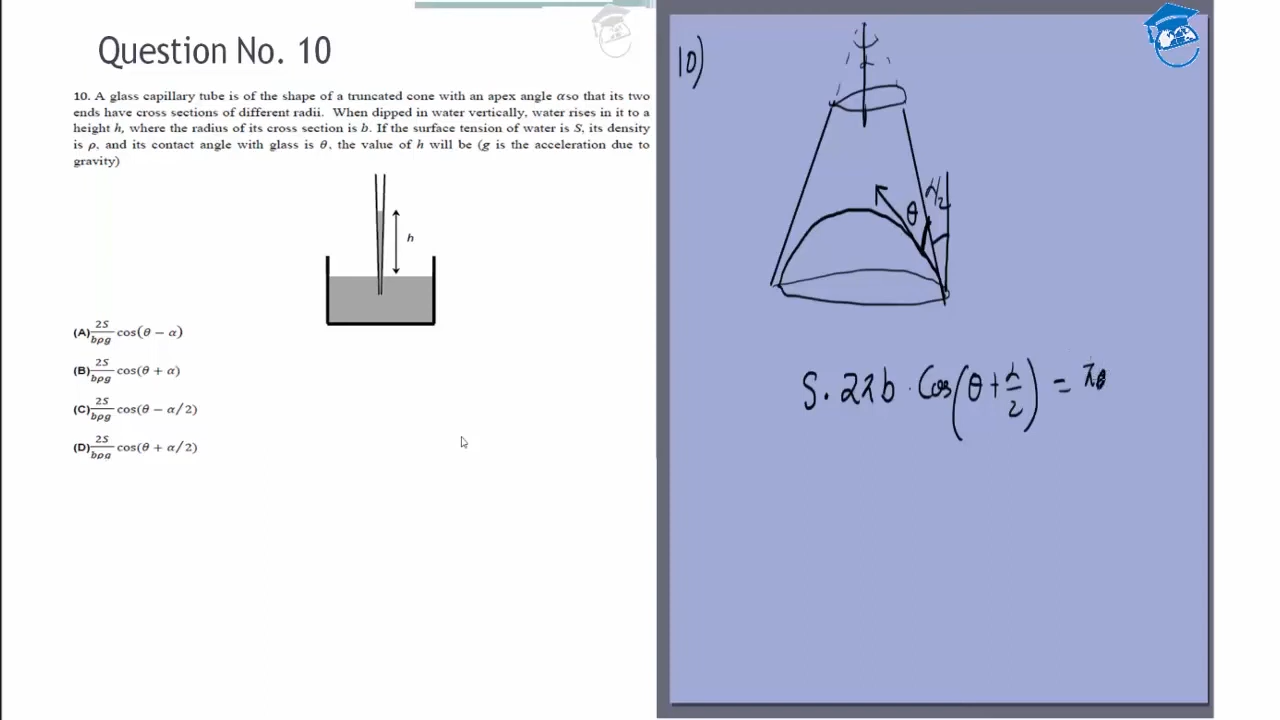 Question No. 10
10. A glass capillary tube is of the shape of a truncated cone with an apex angle αso that its two
ends have cross sections of different radii. When dipped in water vertically, water rises in it to a
height h, where the radius of its cross section is b. If the surface tension of water is S, its density
is ρ, and its contact angle with glass is θ, the value of h will be (g is the acceleration due to
gravity)
h
(A) 2S/bρg cos(θ − α)
(B) 2S/bρg cos(θ + α)
(C) 2S/bρg cos(θ − α/2)
(D) 2S/bρg cos(θ + α/2)
10)
α
θ
α/2
S. 2πb . Cos(θ + α/2) = π